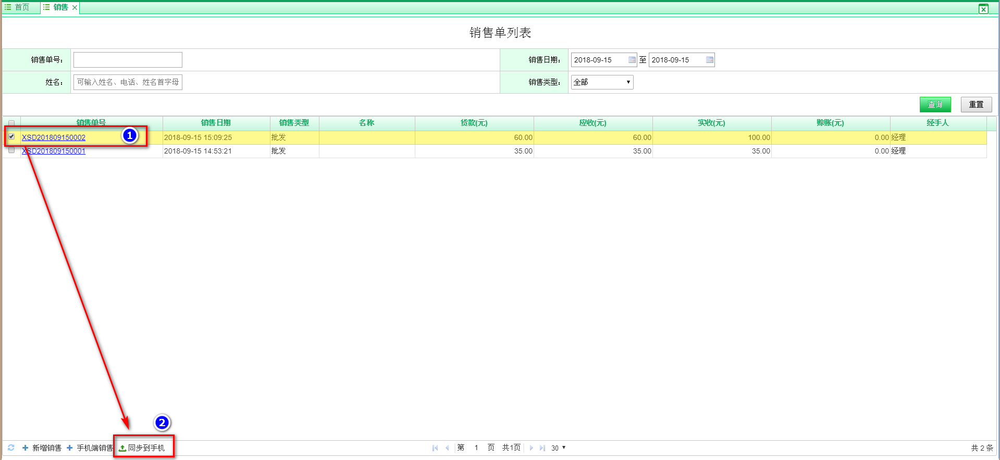 首页 销售
销售单列表
销售单号: 销售日期: 2018-09-15 至 2018-09-15
姓名: 可输入姓名、电话、姓名首字母 销售类型: 全部
查询 重置
销售单号 销售日期 销售类型 名称 货款(元) 应收(元) 实收(元) 赊账(元) 经手人
XSD201809150002 1 2018-09-15 15:09:25 批发 60.00 60.00 100.00 0.00 经理
XSD201809150001 2018-09-15 14:53:21 批发 35.00 35.00 35.00 0.00 经理
2
新增销售 手机端销售 同步到手机 第 1 页 共1页 30 共 2 条